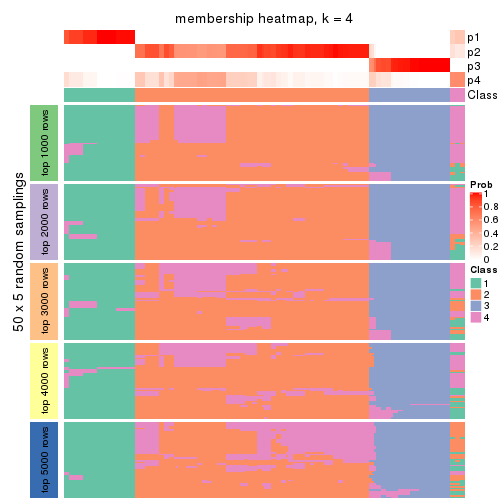 membership heatmap, k = 4
p1
p2
p3
p4
Class
50 x 5 random samplings
top 1000 rows
top 2000 rows
top 3000 rows
top 4000 rows
top 5000 rows
Prob
1
0.8
0.6
0.4
0.2
0
Class
1
2
3
4